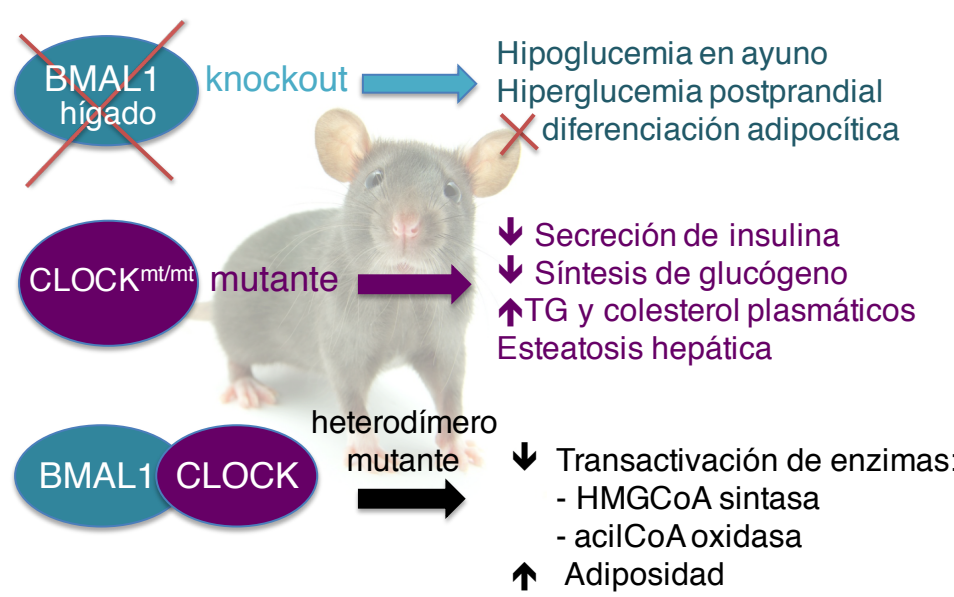 BMAL1
hígado
knockout
Hipoglucemia en ayuno
Hiperglucemia postprandial
diferenciación adipocítica
CLOCKmt/mt
mutante
Secreción de insulina
Síntesis de glucógeno
TG y colesterol plasmáticos
Esteatosis hepática
BMAL1
CLOCK
heterodímero
mutante
Transactivación de enzimas:
- HMGCoA sintasa
- acilCoA oxidasa
Adiposidad